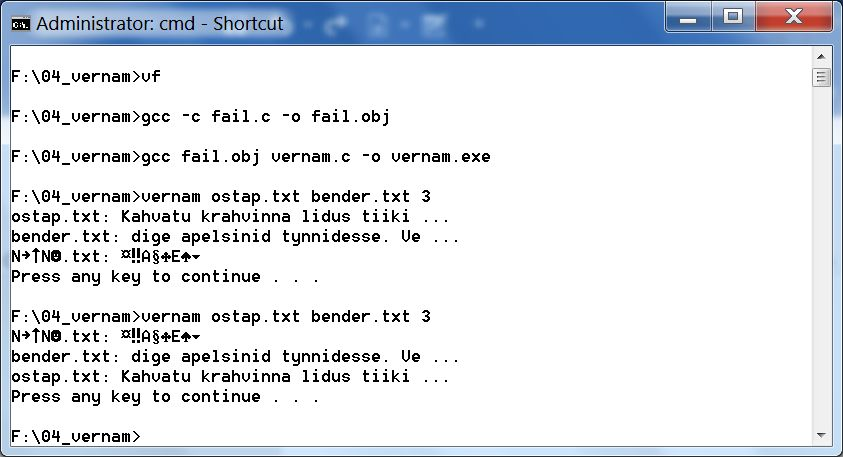 Administrator: cmd - Shortcut
F:\04_vernam>vf
F:\04_vernam>gcc -c fail.c -o fail.obj
F:\04_vernam>gcc fail.obj vernam.c -o vernam.exe
F:\04_vernam>vernam ostap.txt bender.txt 3
ostap.txt: Kahvatu krahvinna lidus tiiki ...
bender.txt: dige apelsinid tynnidesse. Ve ...
N→↑N☻.txt: ¤‼A§♣E♠▼
Press any key to continue . . .
F:\04_vernam>vernam ostap.txt bender.txt 3
N→↑N☻.txt: ¤‼A§♣E♠▼
bender.txt: dige apelsinid tynnidesse. Ve ...
ostap.txt: Kahvatu krahvinna lidus tiiki ...
Press any key to continue . . .
F:\04_vernam>